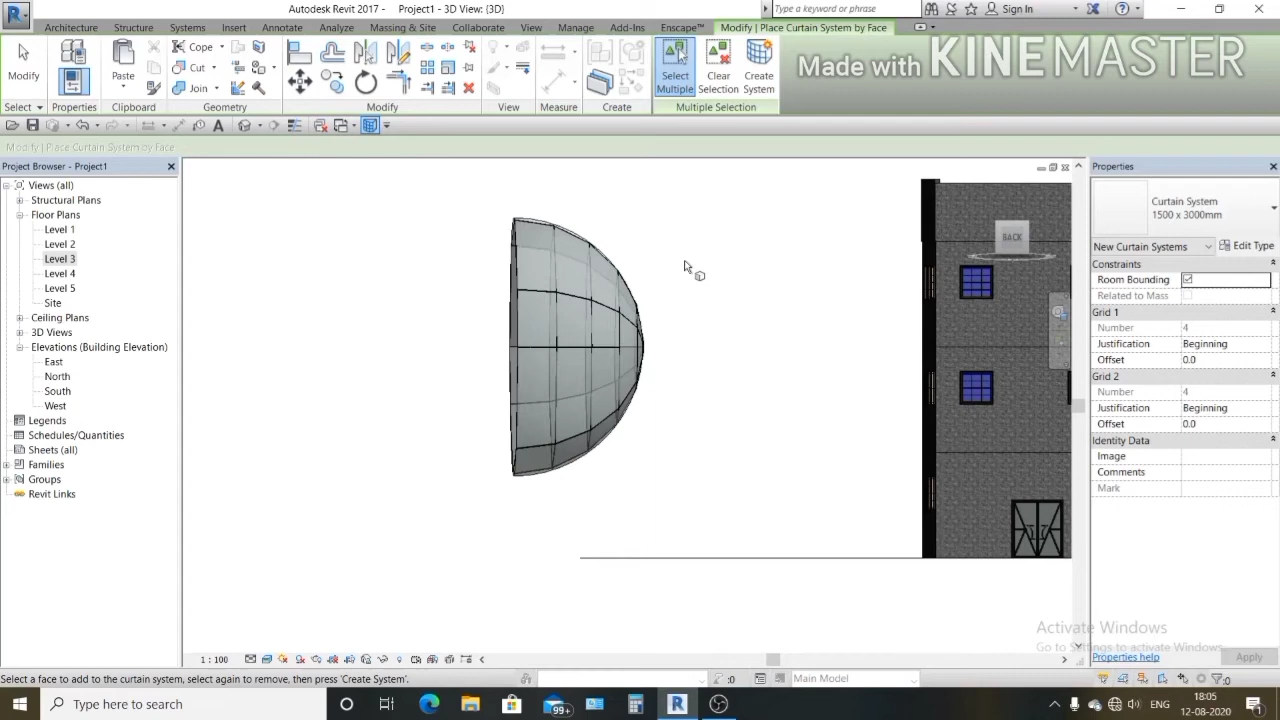 Autodesk Revit 2017 - Project1 - 3D View: {3D}
Type a keyword or phrase
Sign In
Architecture Structure Systems Insert Annotate Analyze Massing & Site Collaborate View Manage Add-Ins Enscape™ Modify | Place Curtain System by Face
Made with KINEMASTER
Modify
Paste
Cope
Cut
Join
Select Multiple
Clear Selection
Create System
Select Properties Clipboard Geometry Modify View Measure Create Multiple Selection
Modify | Place Curtain System by Face
Project Browser - Project1
Views (all)
Structural Plans
Floor Plans
Level 1
Level 2
Level 3
Level 4
Level 5
Site
Ceiling Plans
3D Views
Elevations (Building Elevation)
East
North
South
West
Legends
Schedules/Quantities
Sheets (all)
Families
Groups
Revit Links
BACK
Properties
Curtain System
1500 x 3000mm
New Curtain Systems Edit Type
Constraints
Room Bounding
Related to Mass
Grid 1
Number 4
Justification Beginning
Offset 0.0
Grid 2
Number 4
Justification Beginning
Offset 0.0
Identity Data
Image
Comments
Mark
Activate Windows
Go to Settings to activate Windows.
Properties help Apply
1 : 100
Select a face to add to the curtain system, select again to remove, then press 'Create System'.
:0
Main Model
:0
Type here to search
99+
ENG
18:05
12-08-2020
1